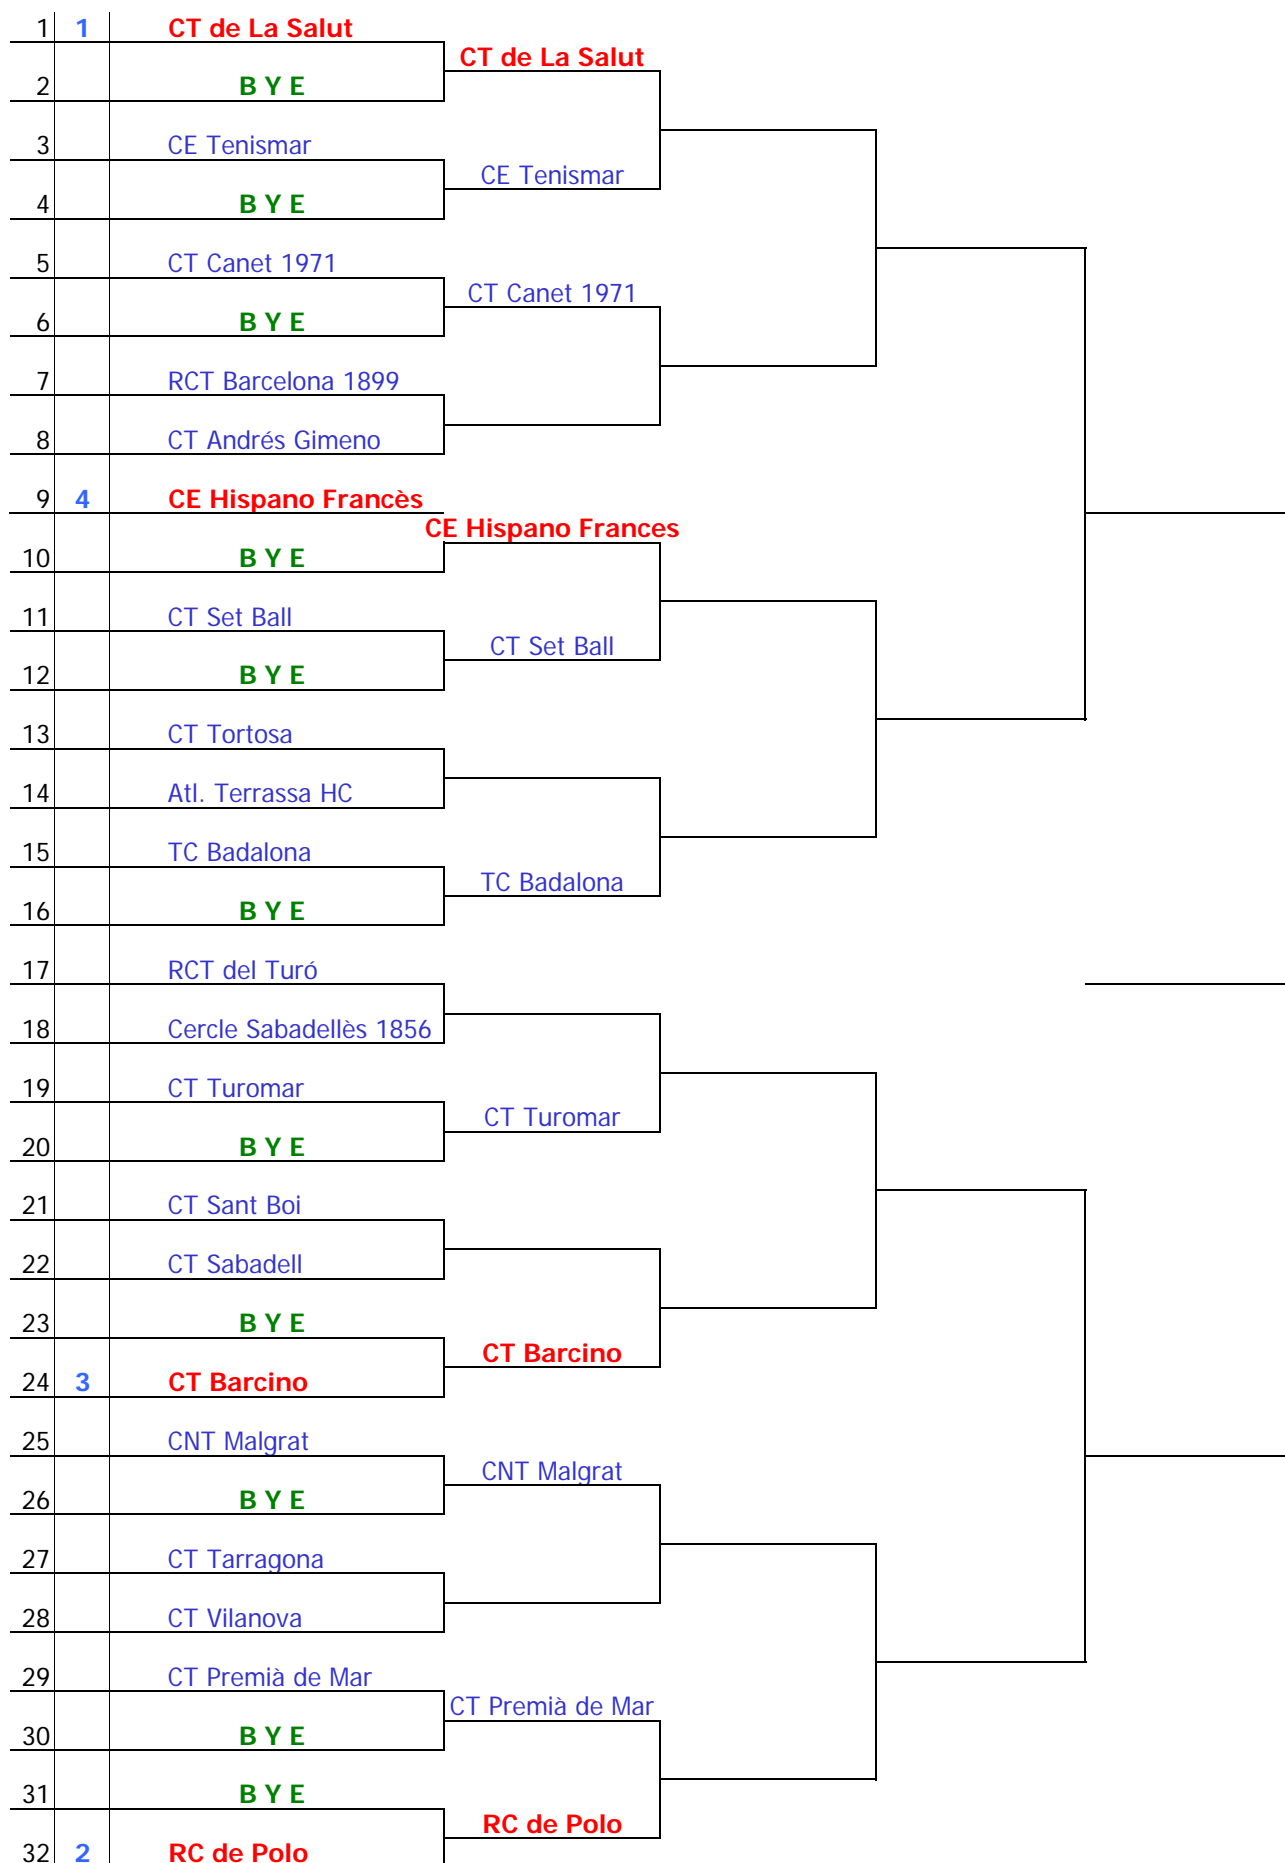 1 1 CT de La Salut
CT de La Salut
2 B Y E
3 CE Tenismar
CE Tenismar
4 B Y E
5 CT Canet 1971
CT Canet 1971
6 B Y E
7 RCT Barcelona 1899
8 CT Andrés Gimeno
9 4 CE Hispano Francès
CE Hispano Frances
10 B Y E
11 CT Set Ball
CT Set Ball
12 B Y E
13 CT Tortosa
14 Atl. Terrassa HC
15 TC Badalona
TC Badalona
16 B Y E
17 RCT del Turó
18 Cercle Sabadellès 1856
19 CT Turomar
CT Turomar
20 B Y E
21 CT Sant Boi
22 CT Sabadell
23 B Y E
CT Barcino
24 3 CT Barcino
25 CNT Malgrat
CNT Malgrat
26 B Y E
27 CT Tarragona
28 CT Vilanova
29 CT Premià de Mar
CT Premià de Mar
30 B Y E
31 B Y E
RC de Polo
32 2 RC de Polo